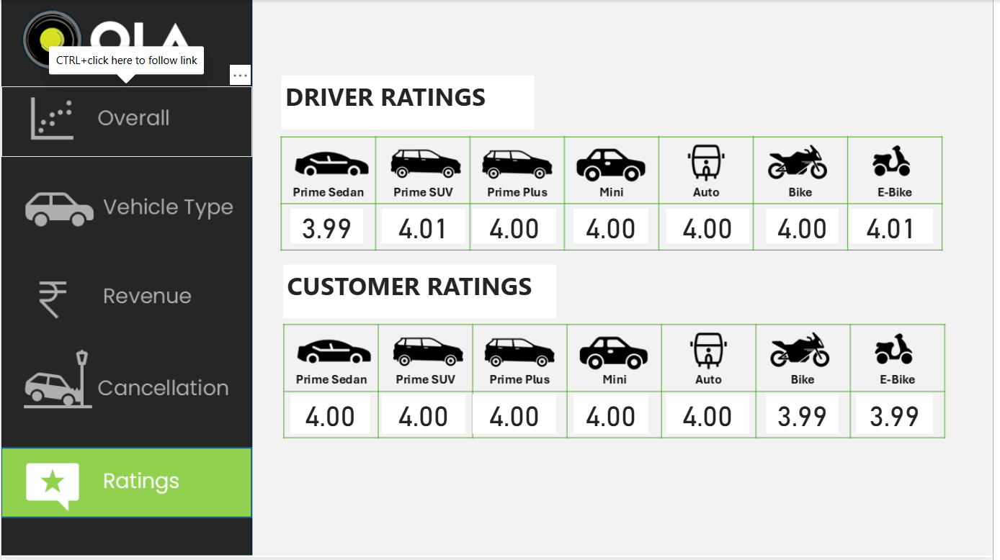 OLA
CTRL+click here to follow link
...
Overall
Vehicle Type
₹ Revenue
Cancellation
Ratings
DRIVER RATINGS
Prime Sedan Prime SUV Prime Plus Mini Auto Bike E-Bike
3.99 4.01 4.00 4.00 4.00 4.00 4.01
CUSTOMER RATINGS
Prime Sedan Prime SUV Prime Plus Mini Auto Bike E-Bike
4.00 4.00 4.00 4.00 4.00 3.99 3.99